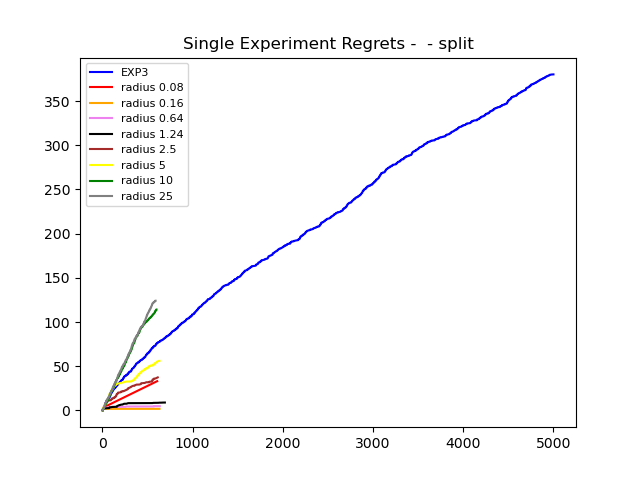 Single Experiment Regrets -  - split
EXP3
radius 0.08
radius 0.16
radius 0.64
radius 1.24
radius 2.5
radius 5
radius 10
radius 25
350
300
250
200
150
100
50
0
0 1000 2000 3000 4000 5000